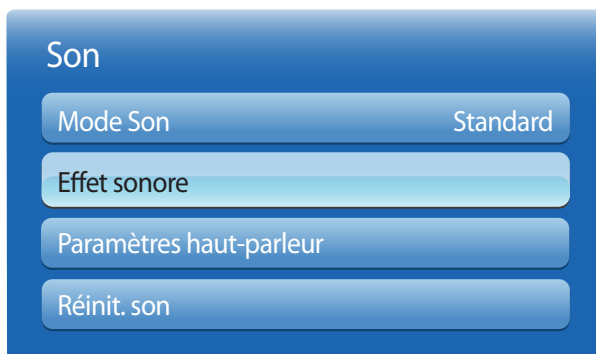 Son
Mode Son Standard
Effet sonore
Paramètres haut-parleur
Réinit. son